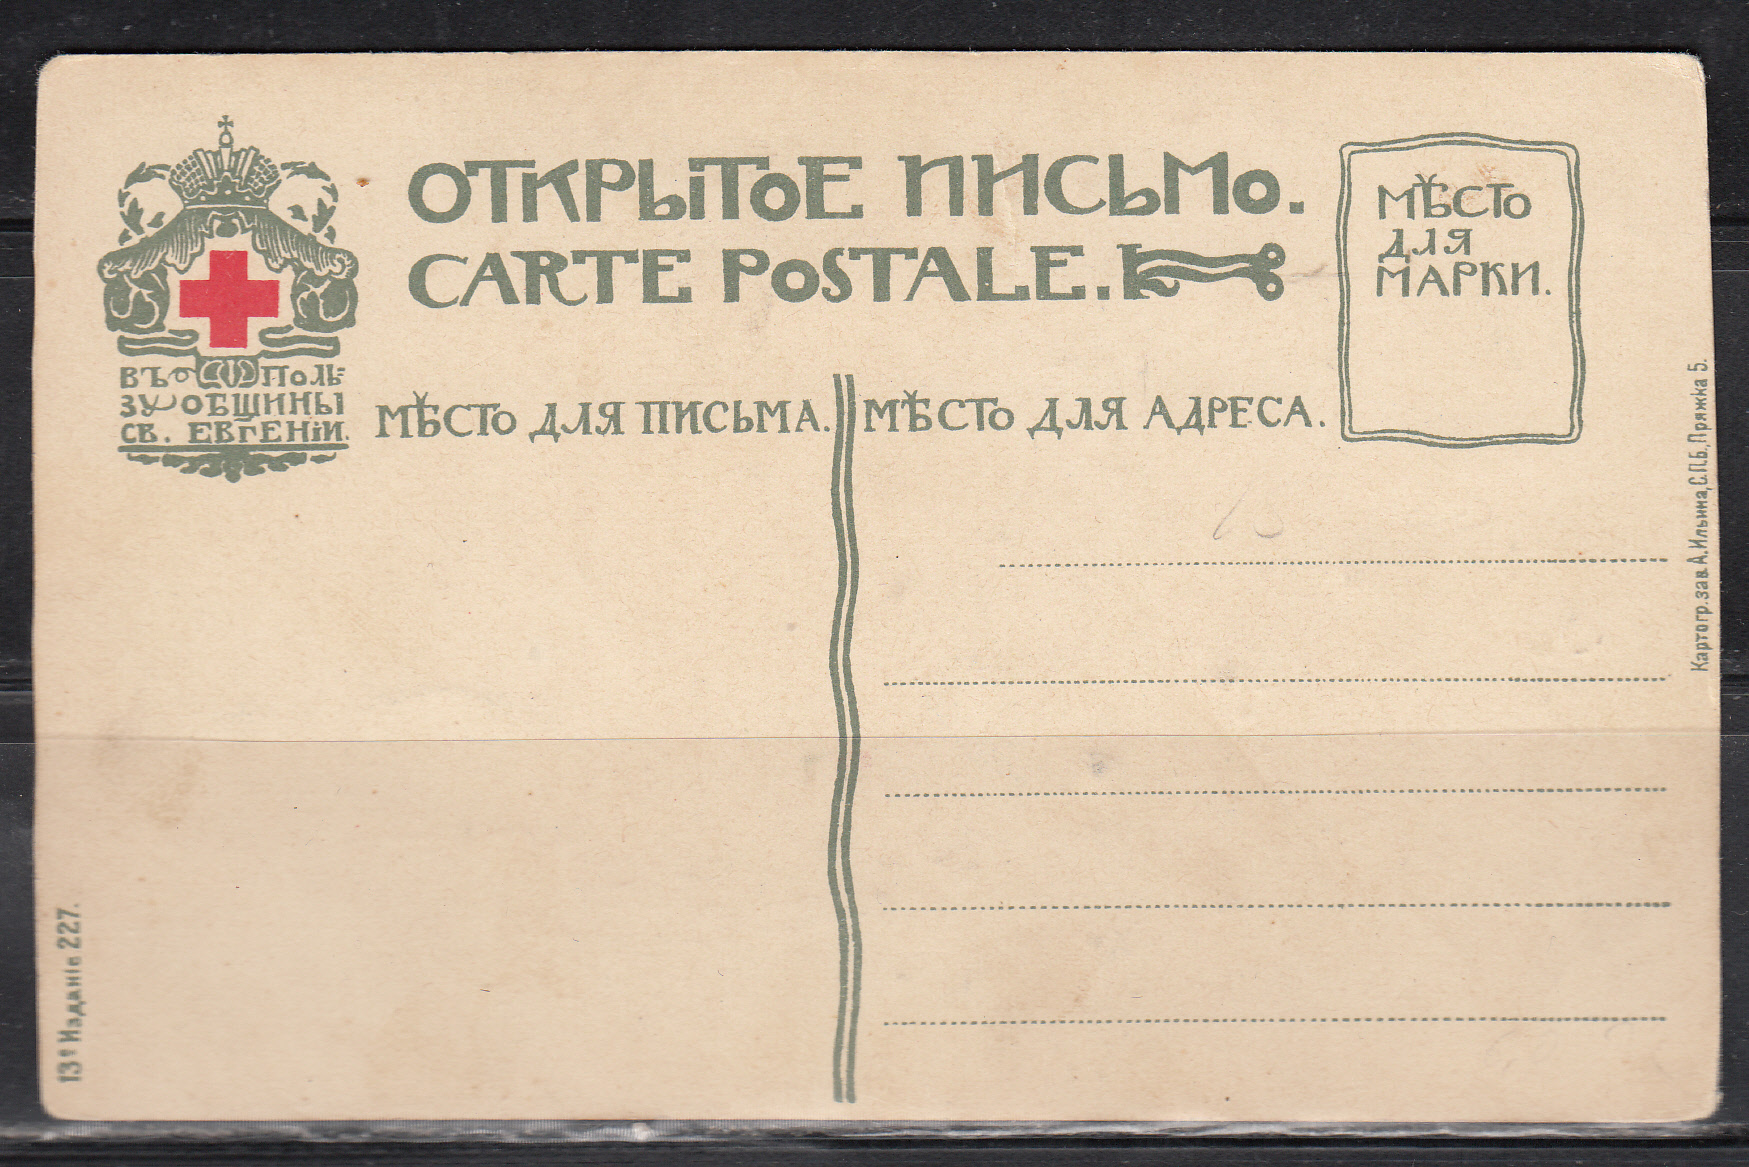 ОТКРЫТОЕ ПИСЬМО.
CARTE POSTALE.
МѢСТО
ДЛЯ
МАРКИ.
ВЪ ПОЛЬ-
ЗУ ОБЩИНЫ
СВ. ЕВГЕНІИ.
МѢСТО ДЛЯ ПИСЬМА.
МѢСТО ДЛЯ АДРЕСА.
Картогр. зав. А. Ильина, С.П.Б., Пряжка 5.
13е Изданіе 227.